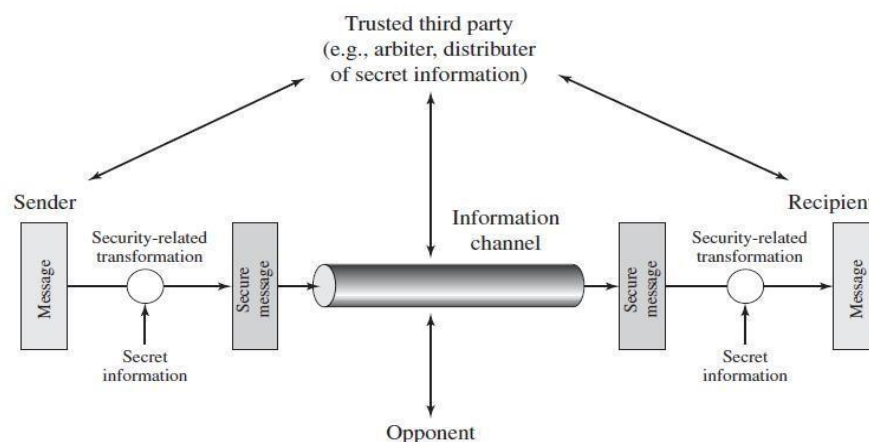 Trusted third party
(e.g., arbiter, distributer
of secret information)
Sender
Recipient
Information
channel
Security-related
transformation
Security-related
transformation
Message
Secure
message
Secure
message
Message
Secret
information
Secret
information
Opponent